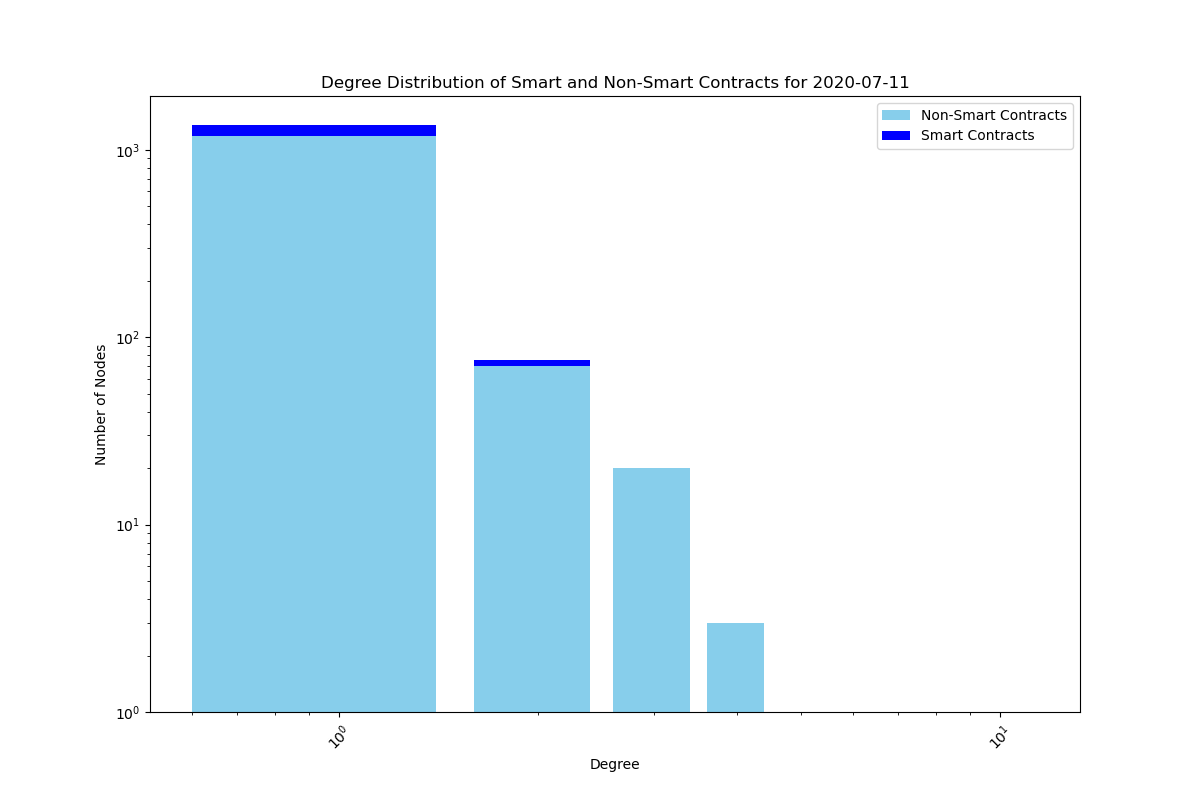 Degree Distribution of Smart and Non-Smart Contracts for 2020-07-11
Non-Smart Contracts
Smart Contracts
Number of Nodes
10³
10²
10¹
10⁰
10⁰
10¹
Degree